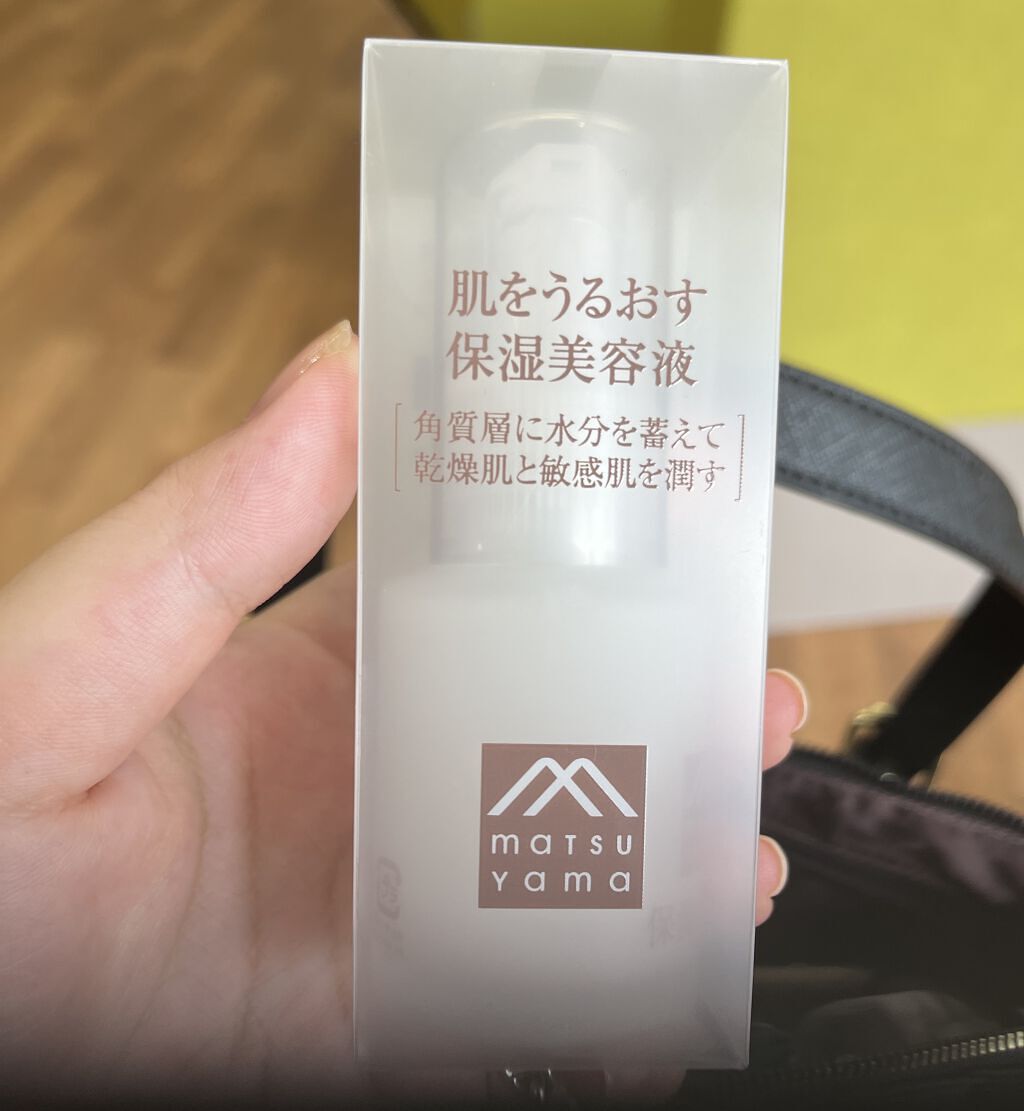 肌をうるおす
保湿美容液
角質層に水分を蓄えて
乾燥肌と敏感肌を潤す
matsu
yama